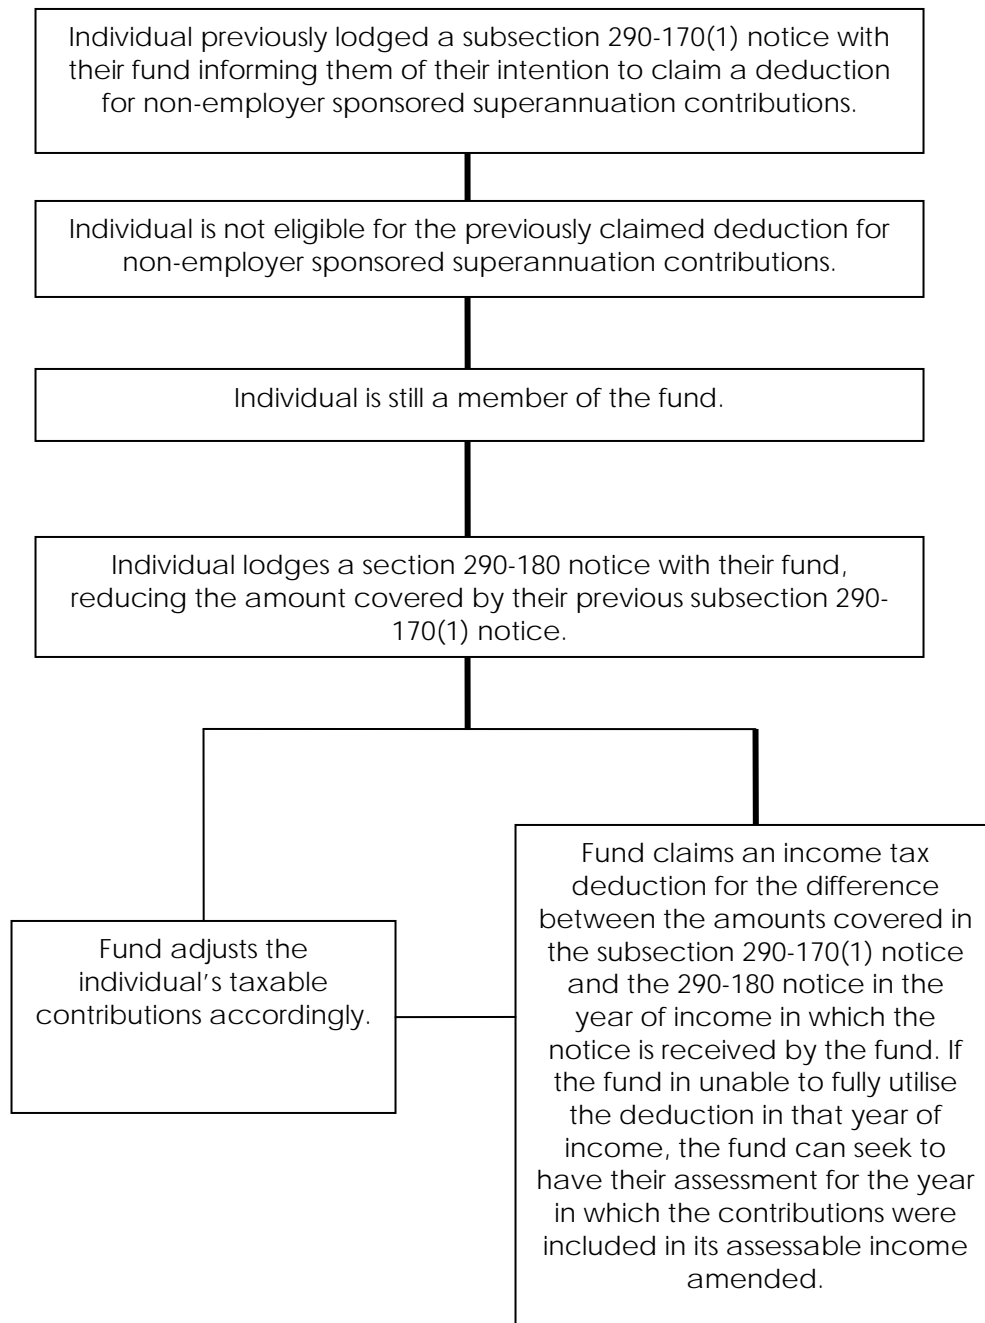 Individual previously lodged a subsection 290-170(1) notice with
their fund informing them of their intention to claim a deduction
for non-employer sponsored superannuation contributions.
Individual is not eligible for the previously claimed deduction for
non-employer sponsored superannuation contributions.
Individual is still a member of the fund.
Individual lodges a section 290-180 notice with their fund,
reducing the amount covered by their previous subsection 290-
170(1) notice.
Fund adjusts the
individual's taxable
contributions accordingly.
Fund claims an income tax
deduction for the difference
between the amounts covered in
the subsection 290-170(1) notice
and the 290-180 notice in the
year of income in which the
notice is received by the fund. If
the fund in unable to fully utilise
the deduction in that year of
income, the fund can seek to
have their assessment for the year
in which the contributions were
included in its assessable income
amended.